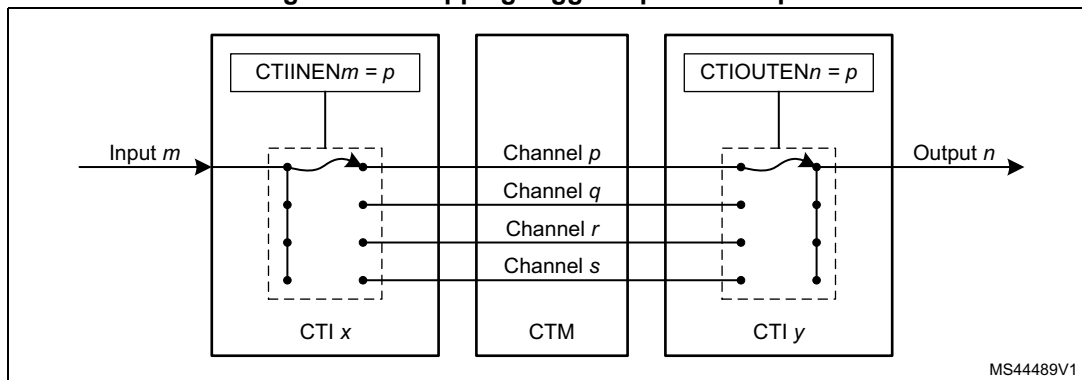 CTIINENm = p
CTIOUTENn = p
Input m
Channel p
Output n
Channel q
Channel r
Channel s
CTI x
CTM
CTI y
MS44489V1